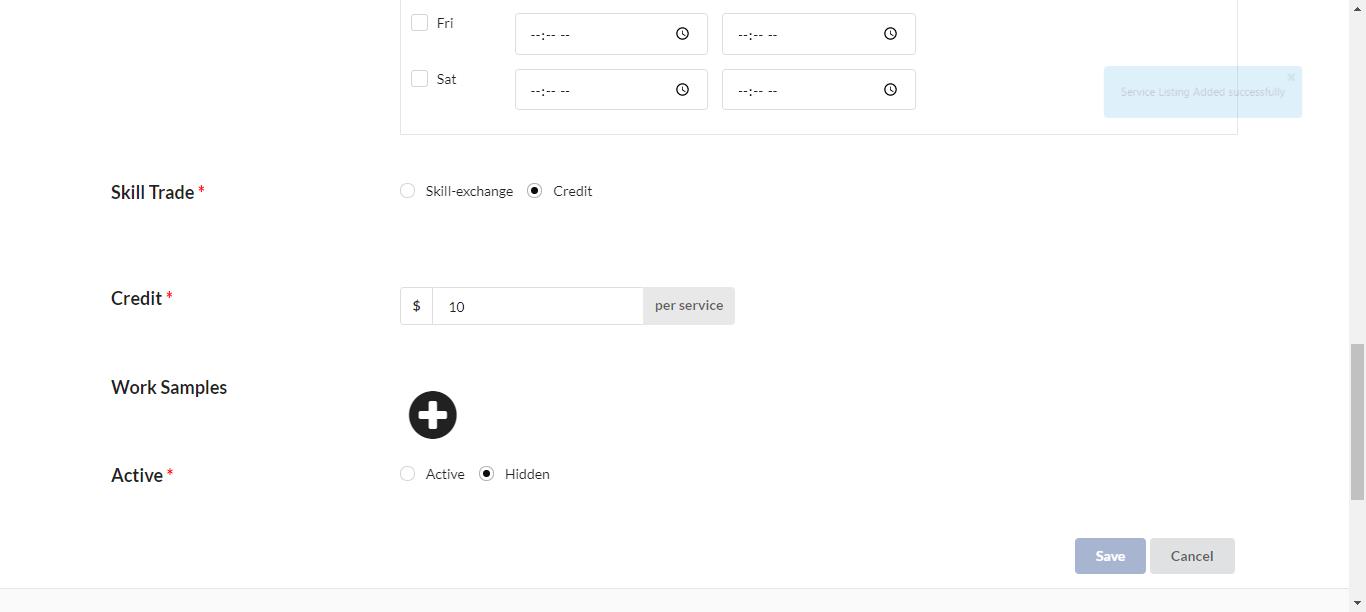 Fri --:-- -- --:-- --
Sat --:-- -- --:-- --
Service Listing Added successfully
Skill Trade * Skill-exchange Credit
Credit * $ 10 per service
Work Samples
Active * Active Hidden
Save Cancel